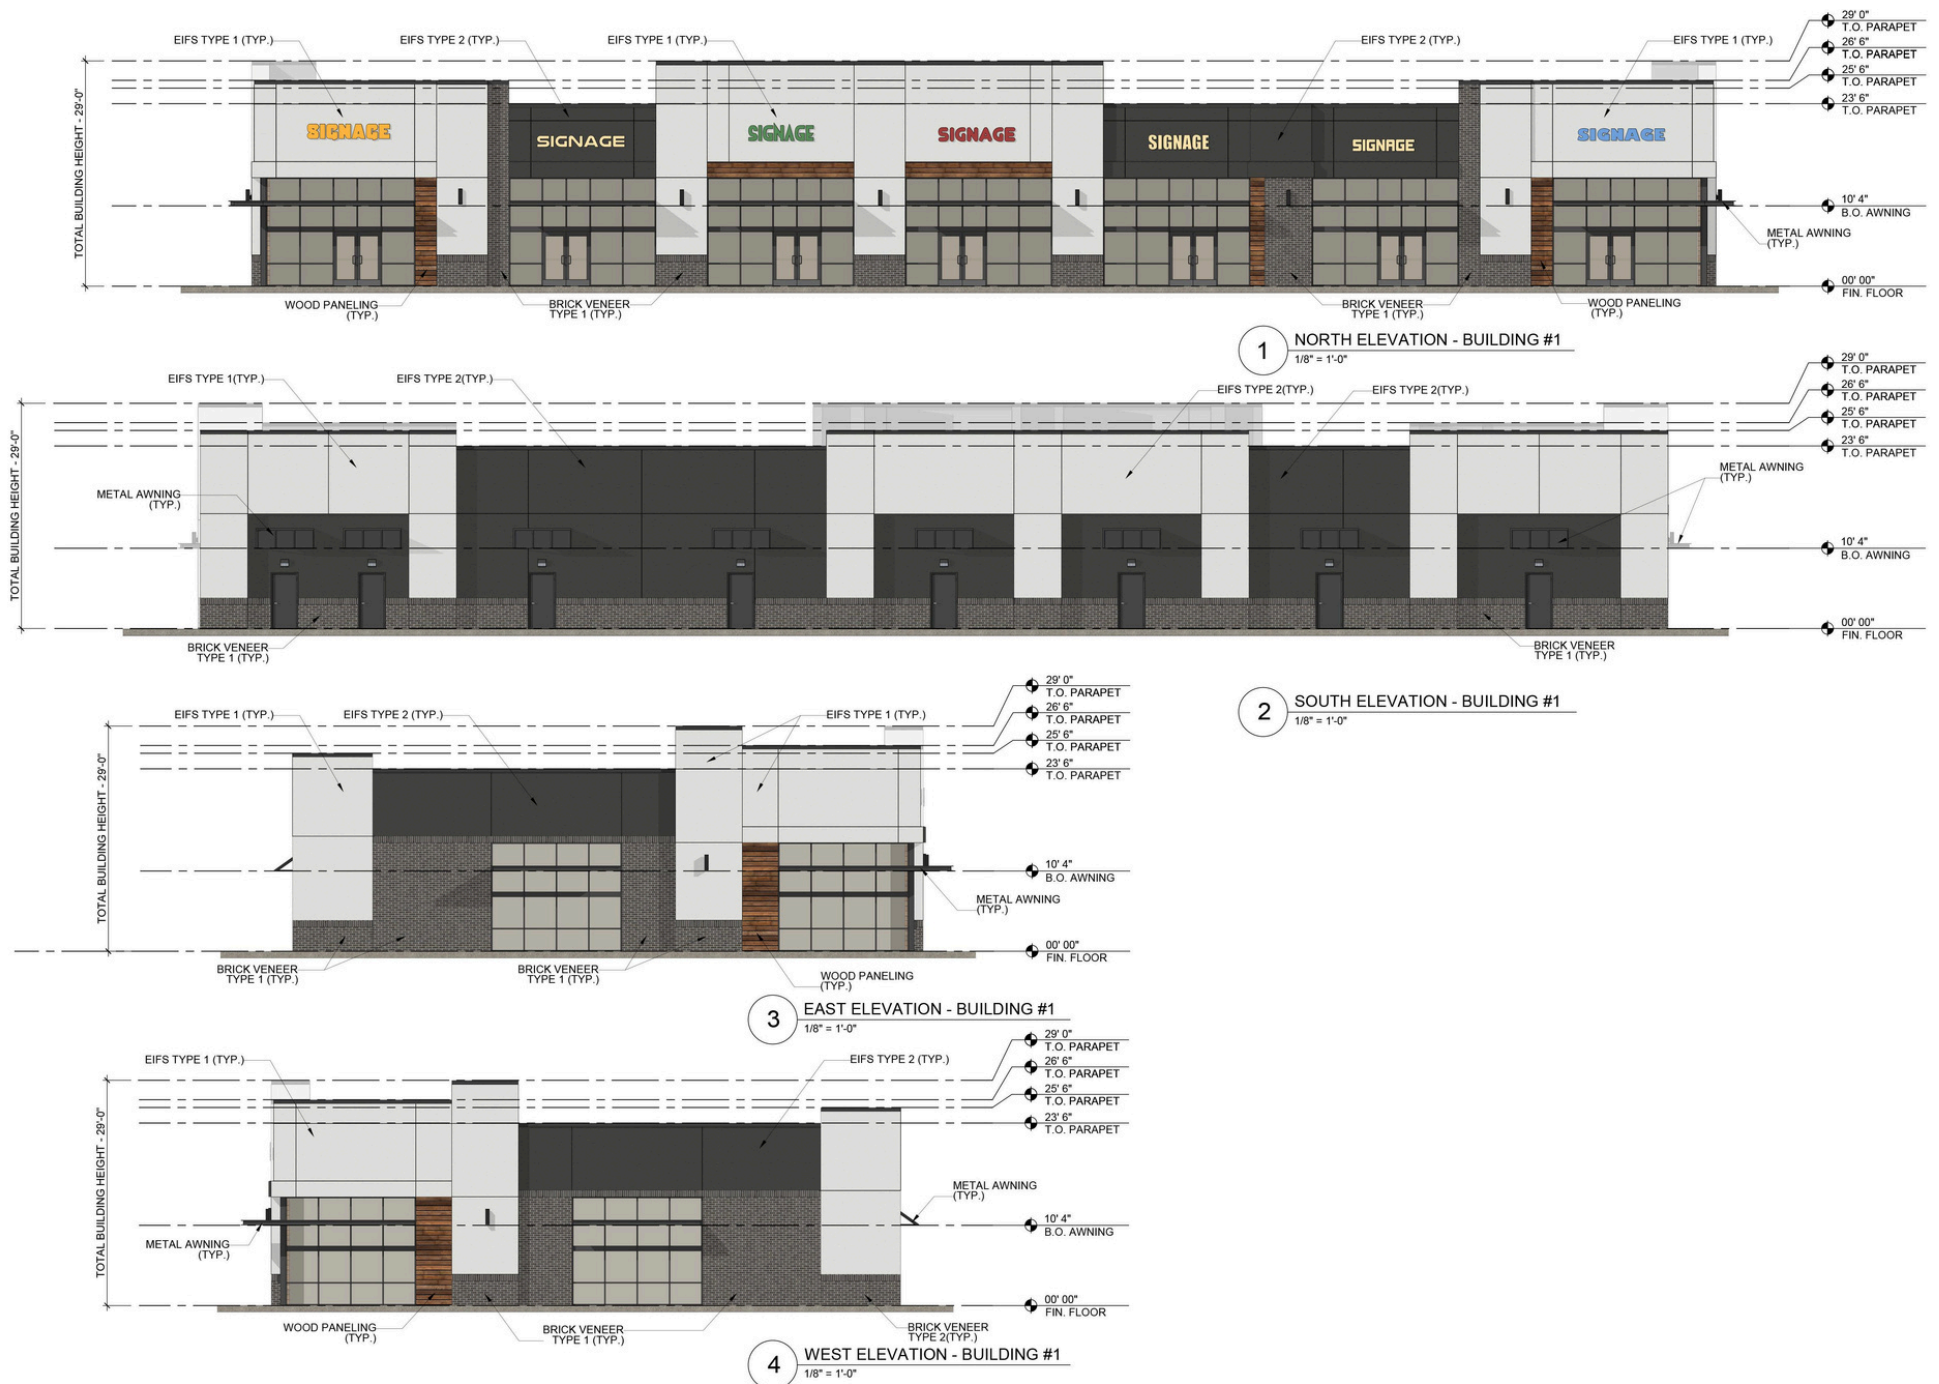 EIFS TYPE 1 (TYP.)
EIFS TYPE 2 (TYP.)
EIFS TYPE 1 (TYP.)
EIFS TYPE 2 (TYP.)
EIFS TYPE 1 (TYP.)
29' 0"
T.O. PARAPET
26' 6"
T.O. PARAPET
25' 6"
T.O. PARAPET
23' 6"
T.O. PARAPET
TOTAL BUILDING HEIGHT - 29'-0"
SIGNAGE
SIGNAGE
SIGNAGE
SIGNAGE
SIGNAGE
SIGNAGE
SIGNAGE
10' 4"
B.O. AWNING
METAL AWNING
(TYP.)
00' 00"
FIN. FLOOR
WOOD PANELING
(TYP.)
BRICK VENEER
TYPE 1 (TYP.)
BRICK VENEER
TYPE 1 (TYP.)
WOOD PANELING
(TYP.)
1
NORTH ELEVATION - BUILDING #1
1/8" = 1'-0"
EIFS TYPE 1(TYP.)
EIFS TYPE 2(TYP.)
EIFS TYPE 2(TYP.)
EIFS TYPE 2(TYP.)
29' 0"
T.O. PARAPET
26' 6"
T.O. PARAPET
25' 6"
T.O. PARAPET
23' 6"
T.O. PARAPET
TOTAL BUILDING HEIGHT - 29'-0"
METAL AWNING
(TYP.)
METAL AWNING
(TYP.)
10' 4"
B.O. AWNING
00' 00"
FIN. FLOOR
BRICK VENEER
TYPE 1 (TYP.)
BRICK VENEER
TYPE 1 (TYP.)
2
SOUTH ELEVATION - BUILDING #1
1/8" = 1'-0"
EIFS TYPE 1 (TYP.)
EIFS TYPE 2 (TYP.)
EIFS TYPE 1 (TYP.)
29' 0"
T.O. PARAPET
26' 6"
T.O. PARAPET
25' 6"
T.O. PARAPET
23' 6"
T.O. PARAPET
TOTAL BUILDING HEIGHT - 29'-0"
10' 4"
B.O. AWNING
METAL AWNING
(TYP.)
00' 00"
FIN. FLOOR
BRICK VENEER
TYPE 1 (TYP.)
BRICK VENEER
TYPE 1 (TYP.)
WOOD PANELING
(TYP.)
3
EAST ELEVATION - BUILDING #1
1/8" = 1'-0"
EIFS TYPE 1 (TYP.)
EIFS TYPE 2 (TYP.)
29' 0"
T.O. PARAPET
26' 6"
T.O. PARAPET
25' 6"
T.O. PARAPET
23' 6"
T.O. PARAPET
TOTAL BUILDING HEIGHT - 29'-0"
METAL AWNING
(TYP.)
METAL AWNING
(TYP.)
10' 4"
B.O. AWNING
00' 00"
FIN. FLOOR
WOOD PANELING
(TYP.)
BRICK VENEER
TYPE 1 (TYP.)
BRICK VENEER
TYPE 2(TYP.)
4
WEST ELEVATION - BUILDING #1
1/8" = 1'-0"